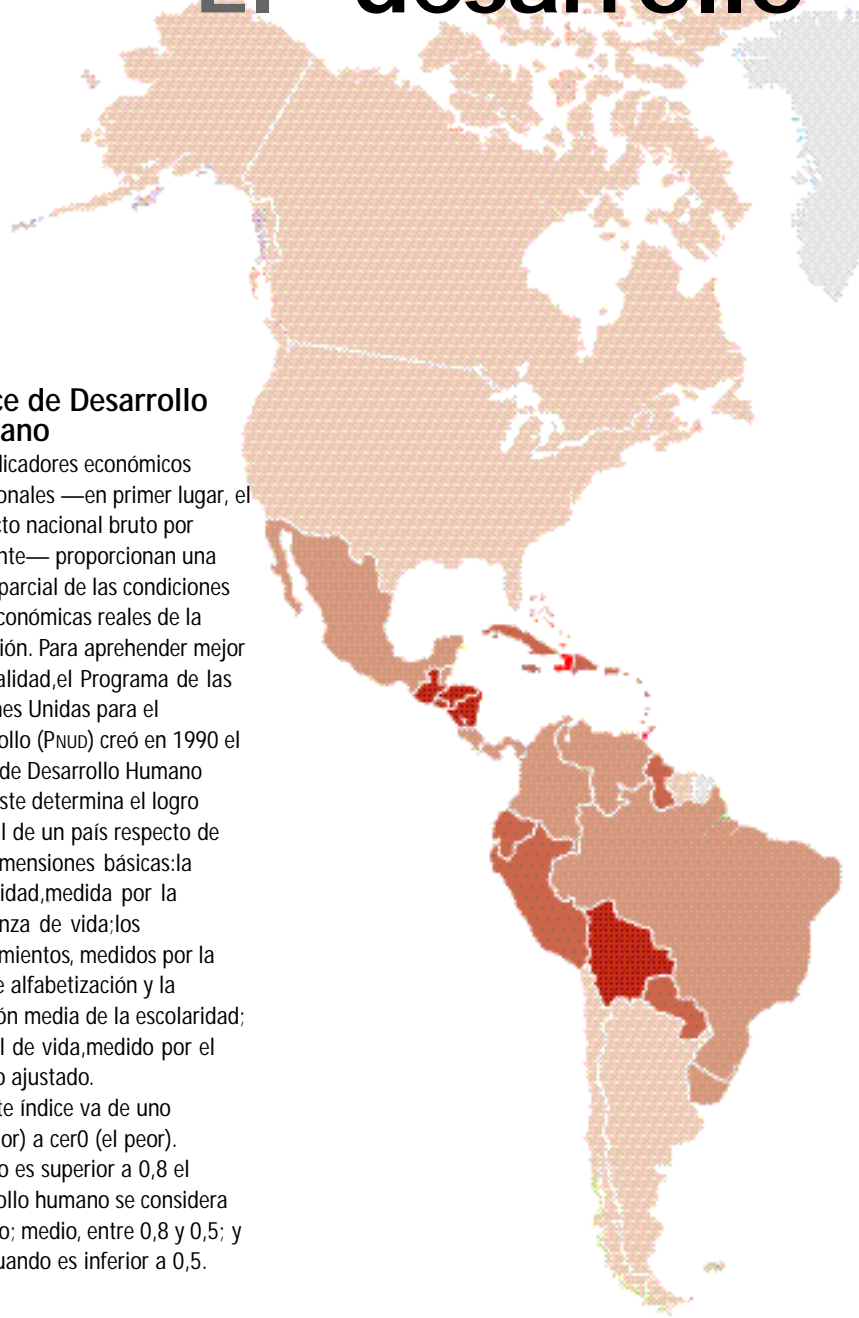 El desarrollo
ce de Desarrollo
ano
dicadores económicos
onales —en primer lugar, el
cto nacional bruto por
nte— proporcionan una
parcial de las condiciones
económicas reales de la
ción. Para aprehender mejor
alidad,el Programa de las
nes Unidas para el
ollo (PNUD) creó en 1990 el
de Desarrollo Humano
ste determina el logro
l de un país respecto de
mensiones básicas:la
idad,medida por la
nza de vida;los
mientos, medidos por la
e alfabetización y la
ón media de la escolaridad;
l de vida,medido por el
o ajustado.
te índice va de uno
or) a cer0 (el peor).
o es superior a 0,8 el
ollo humano se considera
o; medio, entre 0,8 y 0,5; y
uando es inferior a 0.5.